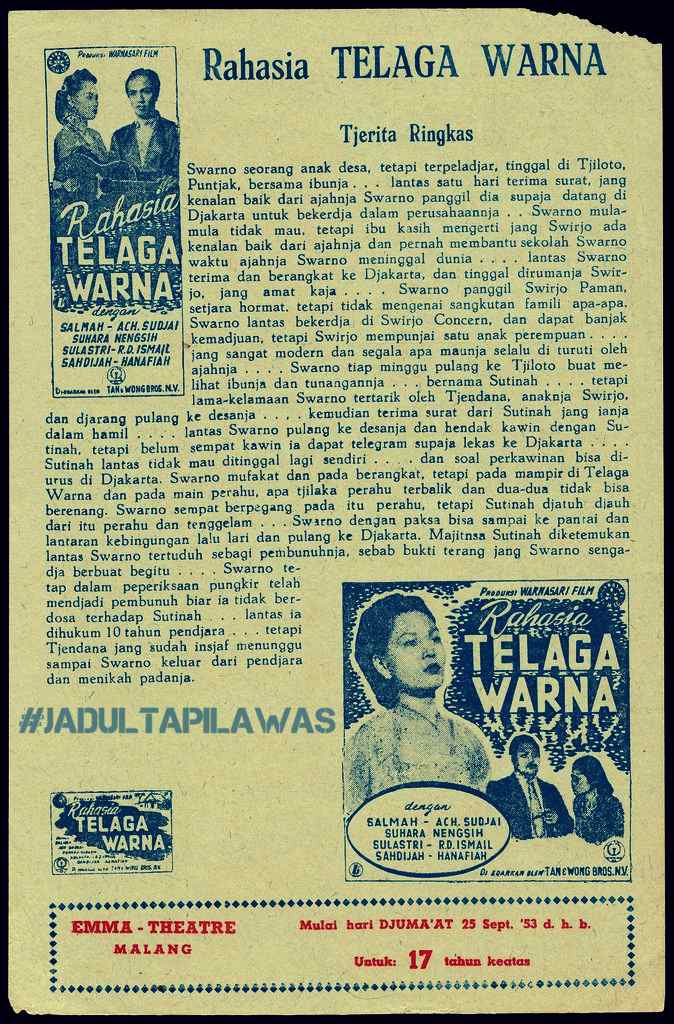 PRODUKSI WARNASARI FILM
Rahasia
TELAGA
WARNA
dengan
SALMAH - ACH. SUDJAI
SUHARA NENGSIH
SULASTRI - R.D. ISMAIL
SAHDIJAH - HANAFIAH
DIEDARKAN OLEH TAN & WONG BROS. N.V.
Rahasia TELAGA WARNA
Tjerita Ringkas
Swarno seorang anak desa, tetapi terpeladjar, tinggal di Tjiloto,
Puntjak, bersama ibunja . . . lantas satu hari terima surat, jang
kenalan baik dari ajahnja Swarno panggil dia supaja datang di
Djakarta untuk bekerdja dalam perusahaannja . . Swarno mula-
mula tidak mau, tetapi ibu kasih mengerti jang Swirjo ada
kenalan baik dari ajahnja dan pernah membantu sekolah Swarno
waktu ajahnja Swarno meninggal dunia . . . . lantas Swarno
terima dan berangkat ke Djakarta, dan tinggal dirumanja Swir-
jo, jang amat kaja . . . . Swarno panggil Swirjo Paman,
setjara hormat, tetapi tidak mengenai sangkutan famili apa-apa.
Swarno lantas bekerdja di Swirjo Concern, dan dapat banjak
kemadjuan, tetapi Swirjo mempunjai satu anak perempuan . . . .
jang sangat modern dan segala apa maunja selalu di turuti oleh
ajahnja . . . . Swarno tiap minggu pulang ke Tjiloto buat me-
lihat ibunja dan tunangannja . . . bernama Sutinah . . . . tetapi
lama-kelamaan Swarno tertarik oleh Tjendana, anaknja Swirjo,
dan djarang pulang ke desanja . . . . kemudian terima surat dari Sutinah jang ianja
dalam hamil . . . . lantas Swarno pulang ke desanja dan hendak kawin dengan Su-
tinah, tetapi belum sempat kawin ia dapat telegram supaja lekas ke Djakarta . . . .
Sutinah lantas tidak mau ditinggal lagi sendiri . . . . dan soal perkawinan bisa di-
urus di Djakarta. Swarno mufakat dan pada berangkat, tetapi pada mampir di Telaga
Warna dan pada main perahu, apa tjilaka perahu terbalik dan dua-dua tidak bisa
berenang. Swarno sempat berpegang pada itu perahu, tetapi Sutinah djatuh djauh
dari itu perahu dan tenggelam . . . Swarno dengan paksa bisa sampai ke pantai dan
lantaran kebingungan lalu lari dan pulang ke Djakarta. Majitnsa Sutinah diketemukan
lantas Swarno tertuduh sebagi pembunuhnja, sebab bukti terang jang Swarno senga-
dja berbuat begitu . . . . Swarno te-
tap dalam peperiksaan pungkir telah
mendjadi pembunuh biar ia tidak ber-
dosa terhadap Sutinah . . . lantas ia
dihukum 10 tahun pendjara . . . tetapi
Tjendana jang sudah insjaf menunggu
sampai Swarno keluar dari pendjara
dan menikah padanja.
#JADULTAPILAWAS
PRODUKSI WARNASARI FILM
Rahasia
TELAGA
WARNA
dengan
SALMAH - ACH. SUDJAI
SUHARA NENGSIH
SULASTRI - R.D. ISMAIL
SAHDIJAH - HANAFIAH
DI EDARKAN OLEH TAN & WONG BROS. N.V.
Rahasia
TELAGA
WARNA
EMMA - THEATRE
MALANG
Mulai hari DJUMA'AT 25 Sept. '53 d. h. b.
Untuk: 17 tahun keatas